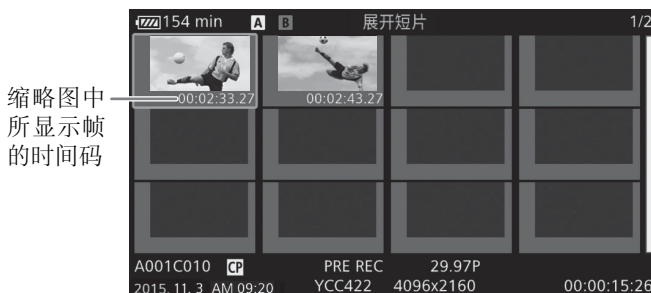 154 min A B 展开短片 1/2
缩略图中
所显示帧
的时间码
00:02:33.27 00:02:43.27
A001C010 CP PRE REC 29.97P
2015. 11. 3 AM 09:20 YCC422 4096x2160 00:00:15:26